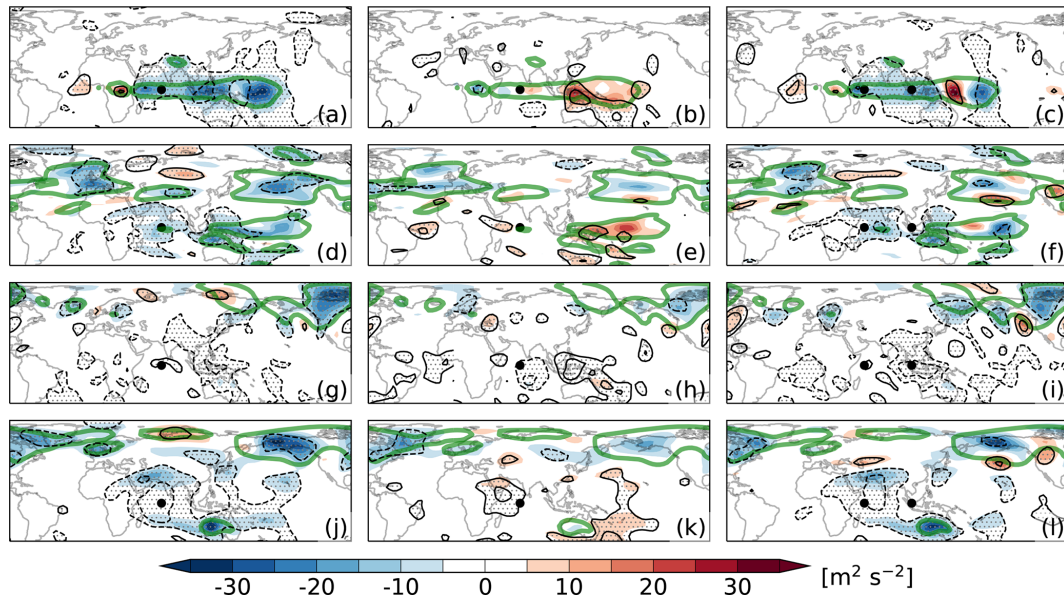 (a) (b) (c)
(d) (e) (f)
(g) (h) (i)
(j) (k) (l)
-30 -20 -10 0 10 20 30 [m² s⁻²]